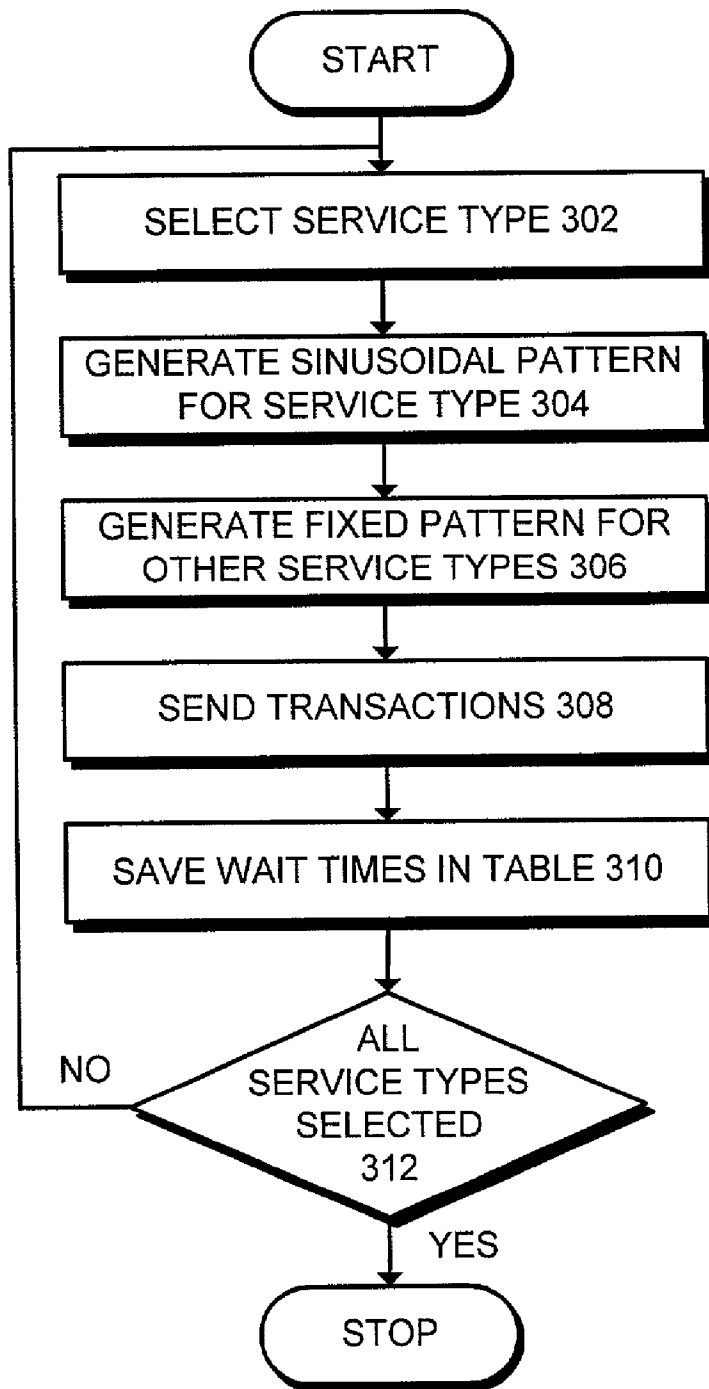 START
SELECT SERVICE TYPE 302
GENERATE SINUSOIDAL PATTERN
FOR SERVICE TYPE 304
GENERATE FIXED PATTERN FOR
OTHER SERVICE TYPES 306
SEND TRANSACTIONS 308
SAVE WAIT TIMES IN TABLE 310
ALL
SERVICE TYPES
SELECTED
312
NO
YES
STOP